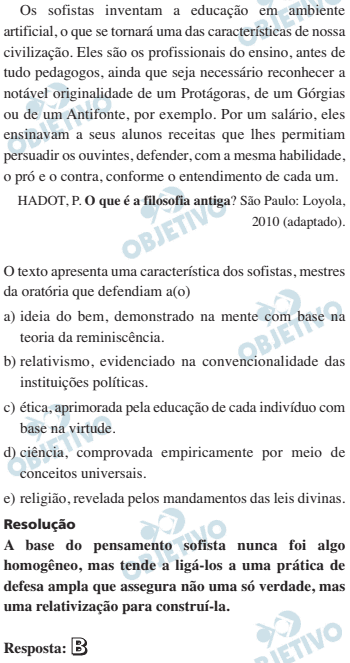 Os sofistas inventam a educação em ambiente
artificial, o que se tornará uma das características de nossa
civilização. Eles são os profissionais do ensino, antes de
tudo pedagogos, ainda que seja necessário reconhecer a
notável originalidade de um Protágoras, de um Górgias
ou de um Antifonte, por exemplo. Por um salário, eles
ensinavam a seus alunos receitas que lhes permitiam
persuadir os ouvintes, defender, com a mesma habilidade,
o pró e o contra, conforme o entendimento de cada um.
HADOT, P. O que é a filosofia antiga? São Paulo: Loyola,
2010 (adaptado).
O texto apresenta uma característica dos sofistas, mestres
da oratória que defendiam a(o)
a) ideia do bem, demonstrado na mente com base na
teoria da reminiscência.
b) relativismo, evidenciado na convencionalidade das
instituições políticas.
c) ética, aprimorada pela educação de cada indivíduo com
base na virtude.
d) ciência, comprovada empiricamente por meio de
conceitos universais.
e) religião, revelada pelos mandamentos das leis divinas.
Resolução
A base do pensamento sofista nunca foi algo
homogêneo, mas tende a ligá-los a uma prática de
defesa ampla que assegura não uma só verdade, mas
uma relativização para construí-la.
Resposta: B
OBJETIVO
OBJETIVO
OBJETIVO
OBJETIVO
OBJETIVO
OBJETIVO
OBJETIVO